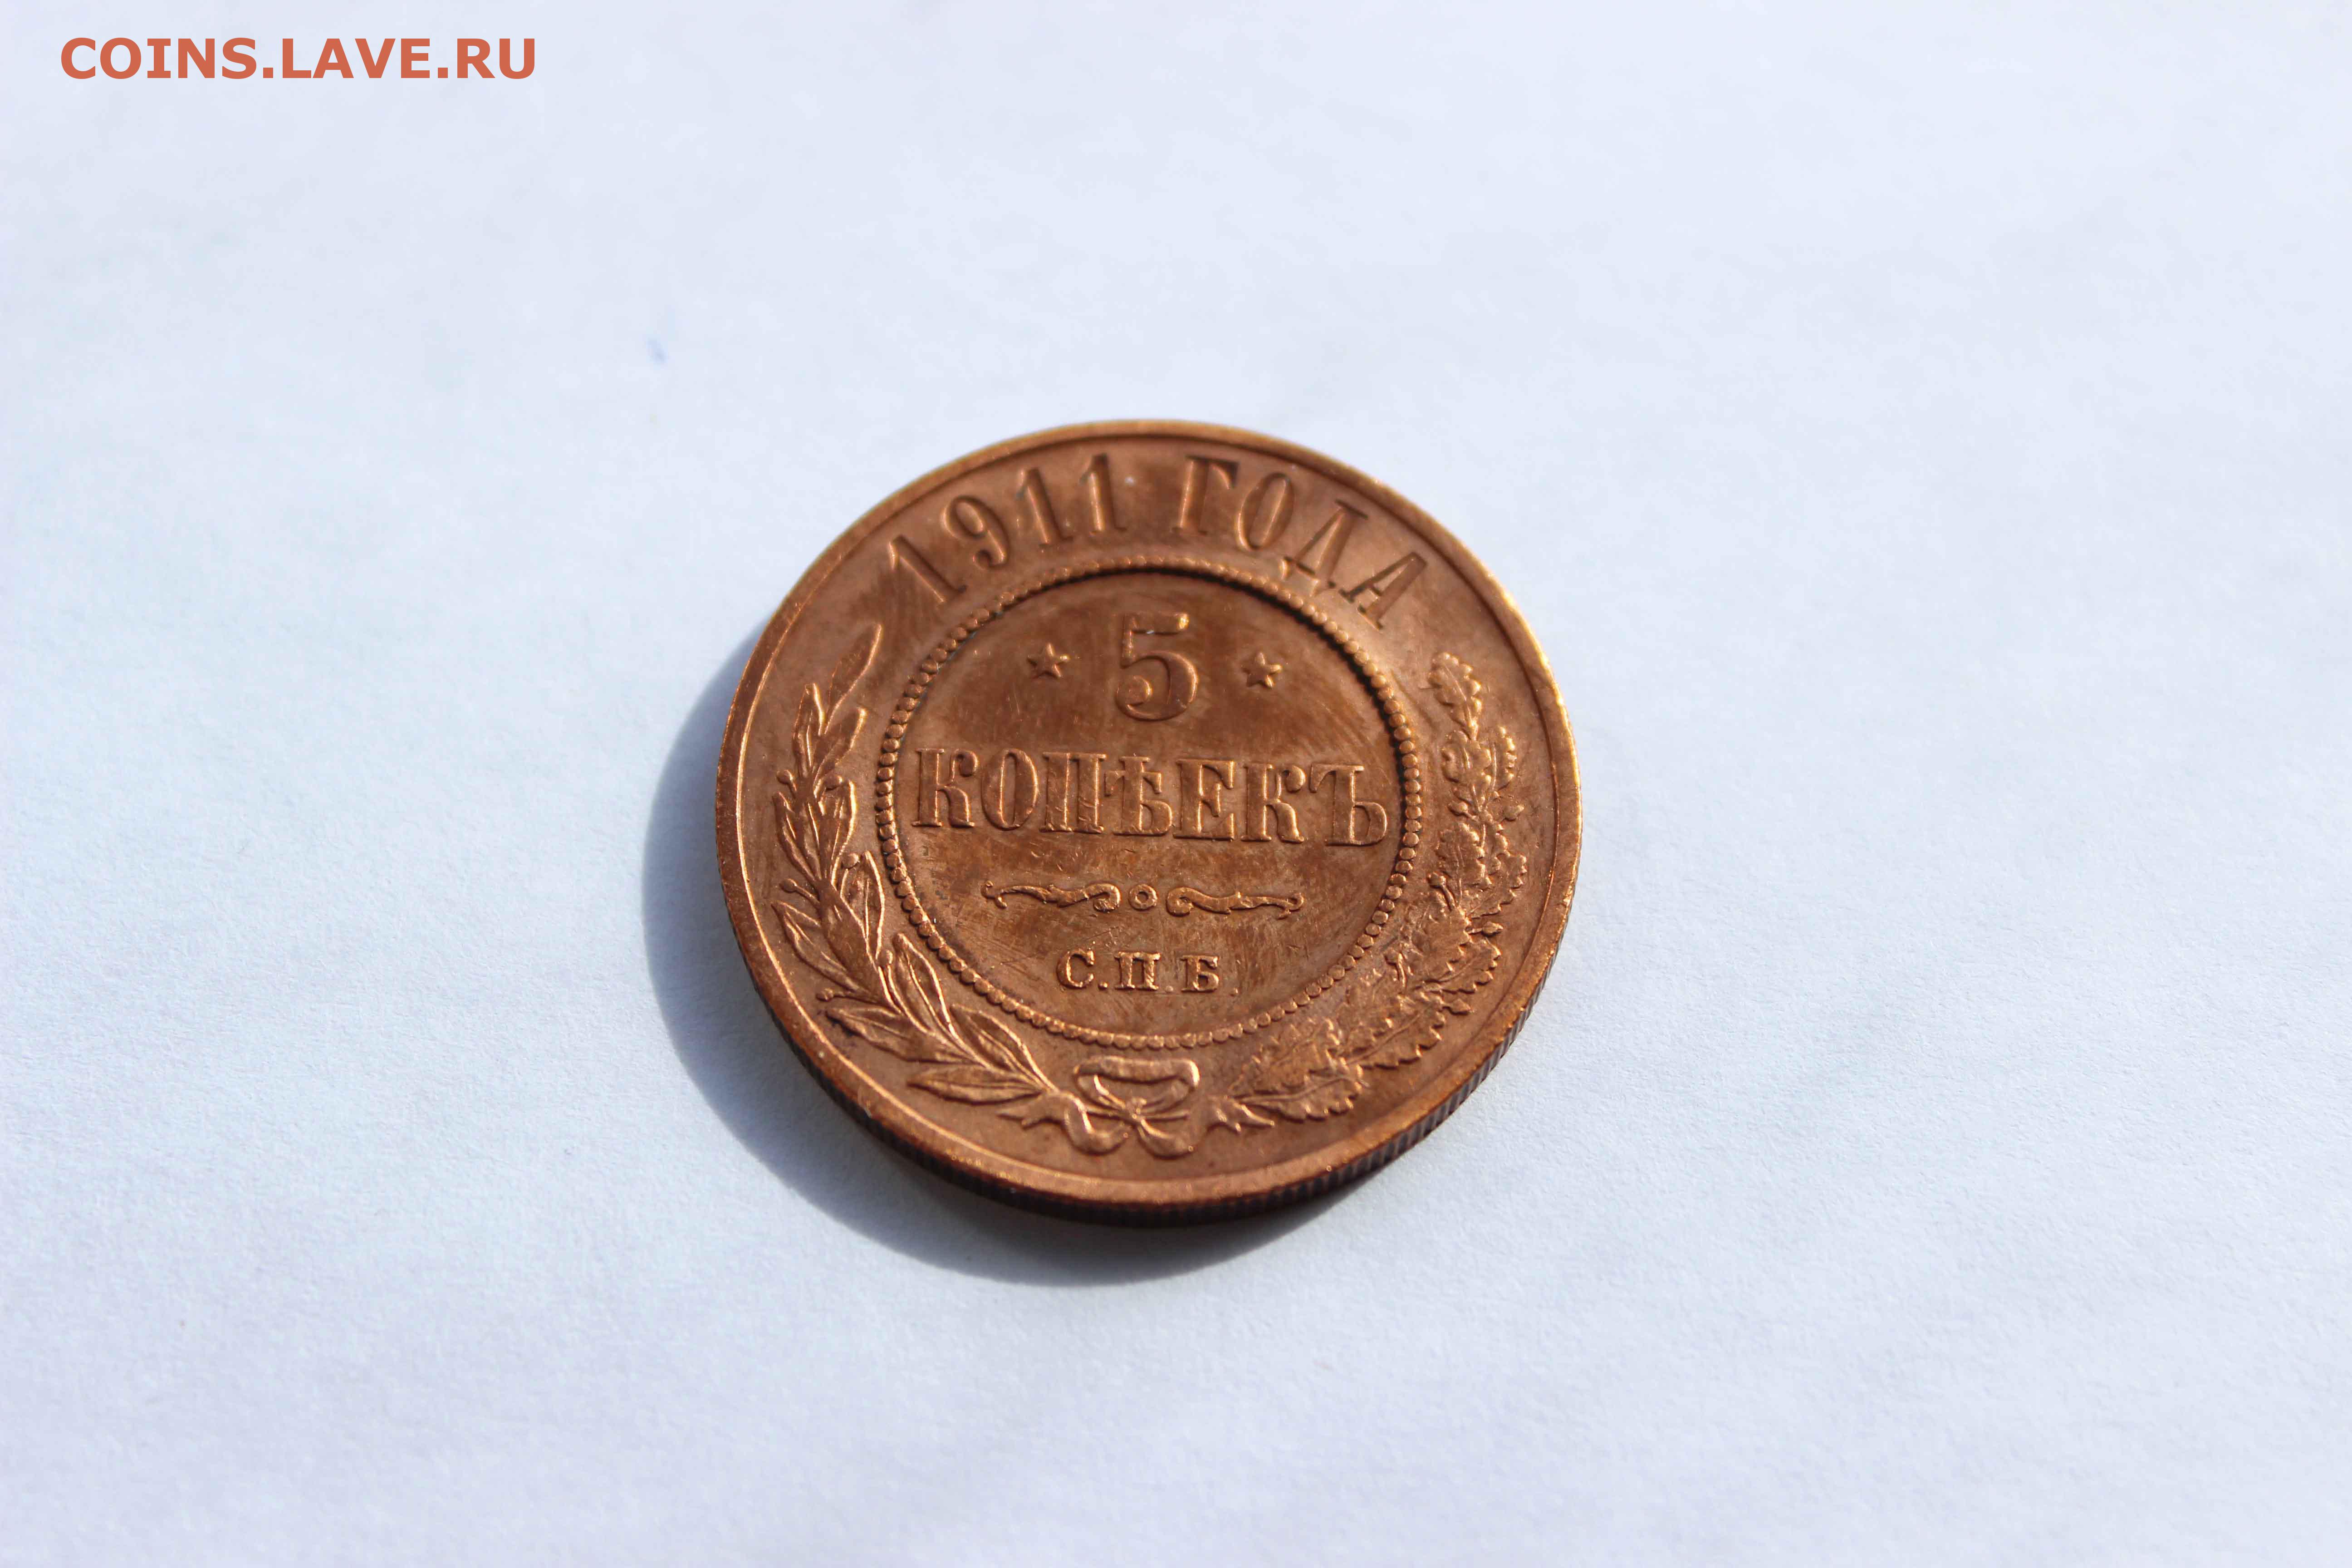 COINS.LAVE.RU
1911 ГОДА
5
КОПѢЕКЪ
С.П.Б.